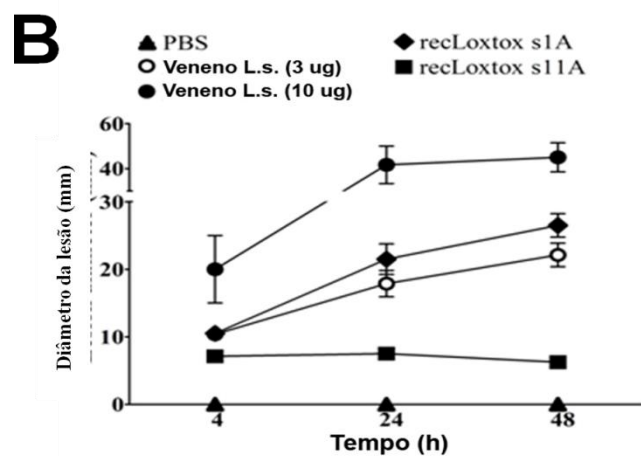 B
PBS
Veneno L.s. (3 ug)
Veneno L.s. (10 ug)
recLoxtox s1A
recLoxtox s11A
Diâmetro da lesão (mm)
60
40
30
20
10
0
4
24
48
Tempo (h)